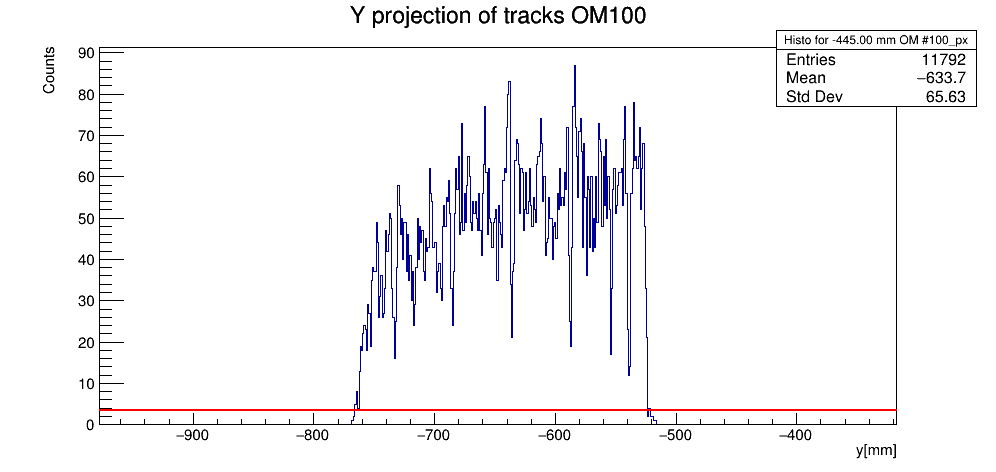 Y projection of tracks OM100
Histo for -445.00 mm OM #100_px
Entries 11792
Mean −633.7
Std Dev 65.63
Counts
90
80
70
60
50
40
30
20
10
0
−900 −800 −700 −600 −500 −400
y[mm]